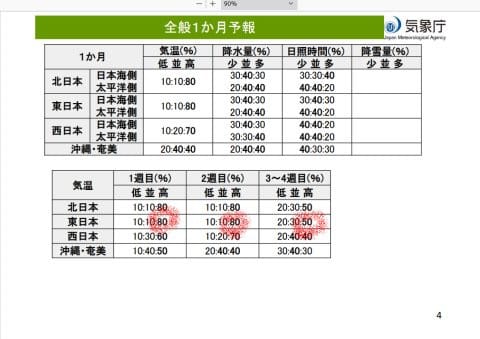 90%
全般1か月予報
気象庁
Japan Meteorological Agency
1か月 気温(%) 降水量(%) 日照時間(%) 降雪量(%)
低 並 高 少 並 多 少 並 多 少 並 多
北日本 日本海側 10:10:80 30:40:30 30:30:40
太平洋側 20:40:40 40:40:20
東日本 日本海側 10:10:80 30:40:30 40:40:20
太平洋側 20:40:40 40:40:20
西日本 日本海側 10:20:70 30:40:30 40:40:20
太平洋側 30:30:40 40:40:20
沖縄・奄美 20:40:40 20:40:40 40:30:30
気温 1週目(%) 2週目(%) 3~4週目(%)
低 並 高 低 並 高 低 並 高
北日本 10:10:80 10:10:80 20:30:50
東日本 10:10:80 10:10:80 20:30:50
西日本 10:30:60 10:20:70 20:40:40
沖縄・奄美 10:40:50 20:40:40 30:40:30
4